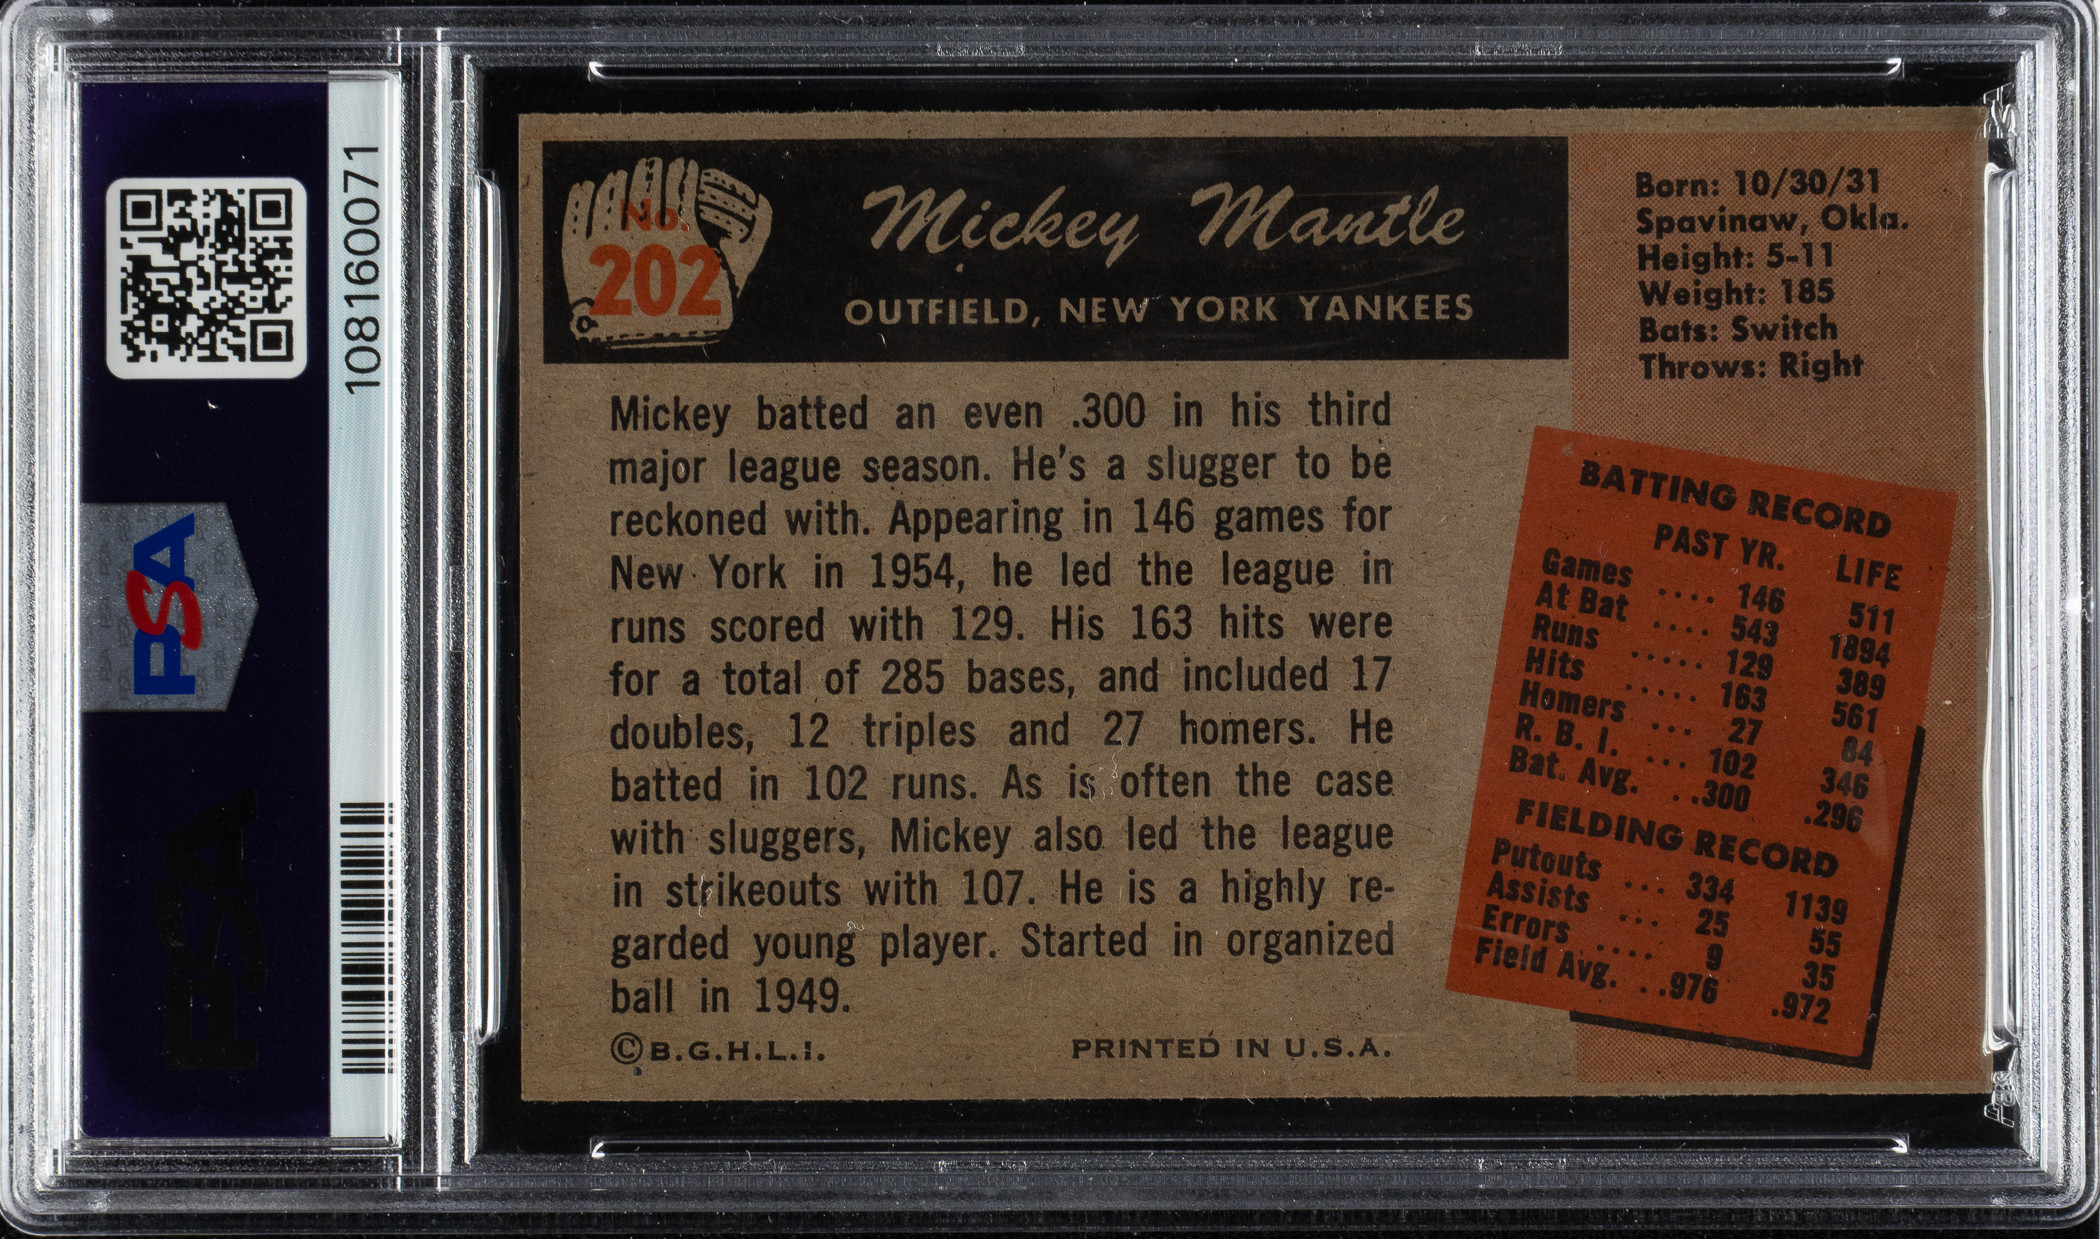 108160071
PSA
PSA
No.
202
Mickey Mantle
OUTFIELD, NEW YORK YANKEES
Mickey batted an even .300 in his third
major league season. He's a slugger to be
reckoned with. Appearing in 146 games for
New York in 1954, he led the league in
runs scored with 129. His 163 hits were
for a total of 285 bases, and included 17
doubles, 12 triples and 27 homers. He
batted in 102 runs. As is often the case
with sluggers, Mickey also led the league
in strikeouts with 107. He is a highly re-
garded young player. Started in organized
ball in 1949.
©B.G.H.L.I. PRINTED IN U.S.A.
Born: 10/30/31
Spavinaw, Okla.
Height: 5-11
Weight: 185
Bats: Switch
Throws: Right
BATTING RECORD
PAST YR. LIFE
Games .... 146 511
At Bat .... 543 1894
Runs ..... 129 389
Hits ..... 163 561
Homers ... 27 84
R. B. I. ... 102 346
Bat. Avg. ..300 .296
FIELDING RECORD
Putouts ... 334 1139
Assists ... 25 55
Errors .... 9 35
Field Avg. ..976 .972